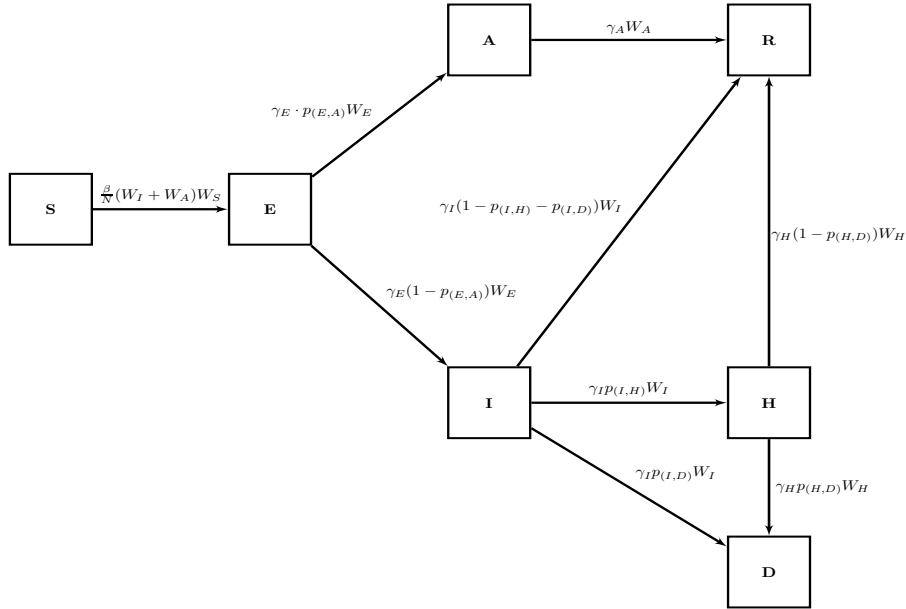 A
γ_A W_A
R
γ_E · p_(E,A) W_E
S
β/N (W_I + W_A)W_S
E
γ_I(1 − p_(I,H) − p_(I,D))W_I
γ_H(1 − p_(H,D))W_H
γ_E(1 − p_(E,A))W_E
I
γ_I p_(I,H) W_I
H
γ_I p_(I,D) W_I
γ_H p_(H,D) W_H
D